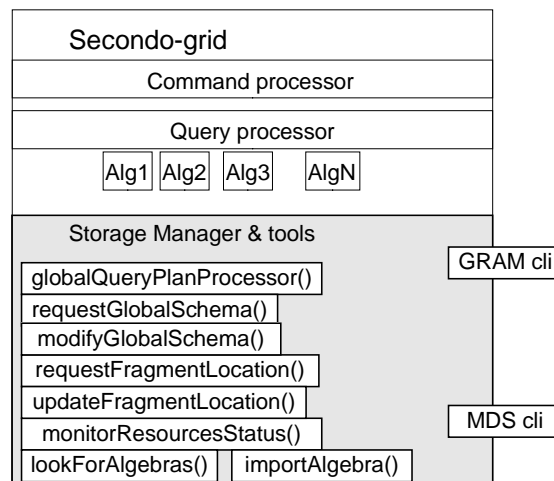 Secondo-grid
Command processor
Query processor
Alg1 Alg2 Alg3 AlgN
Storage Manager & tools
GRAM cli
globalQueryPlanProcessor()
requestGlobalSchema()
modifyGlobalSchema()
requestFragmentLocation()
updateFragmentLocation()
MDS cli
monitorResourcesStatus()
lookForAlgebras() importAlgebra()